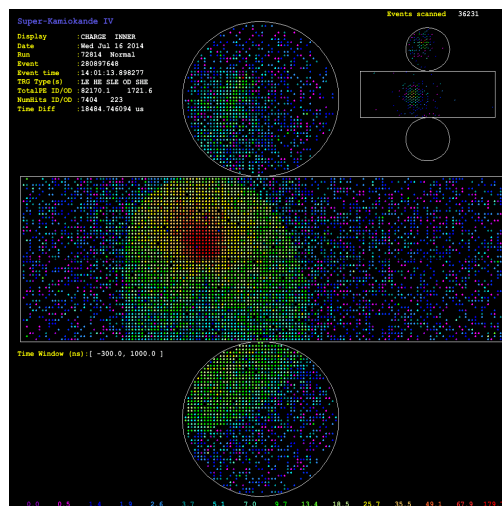 Super-Kamiokande IV
Events scanned 36231
Display :CHARGE INNER
Date :Wed Jul 16 2014
Run :72814 Normal
Event :280897648
Event time :14:01:13.898277
TRG Type(s) :LE HE SLE OD SHE
TotalPE ID/OD :82170.1 1721.6
NumHits ID/OD :7404 223
Time Diff :18484.746094 us
Time Window (ns):[ -300.0, 1000.0 ]
0.0 0.5 2.6 3.7 5.1 7.0 9.7 13.4 18.5 25.7 35.5 49.1 67.9